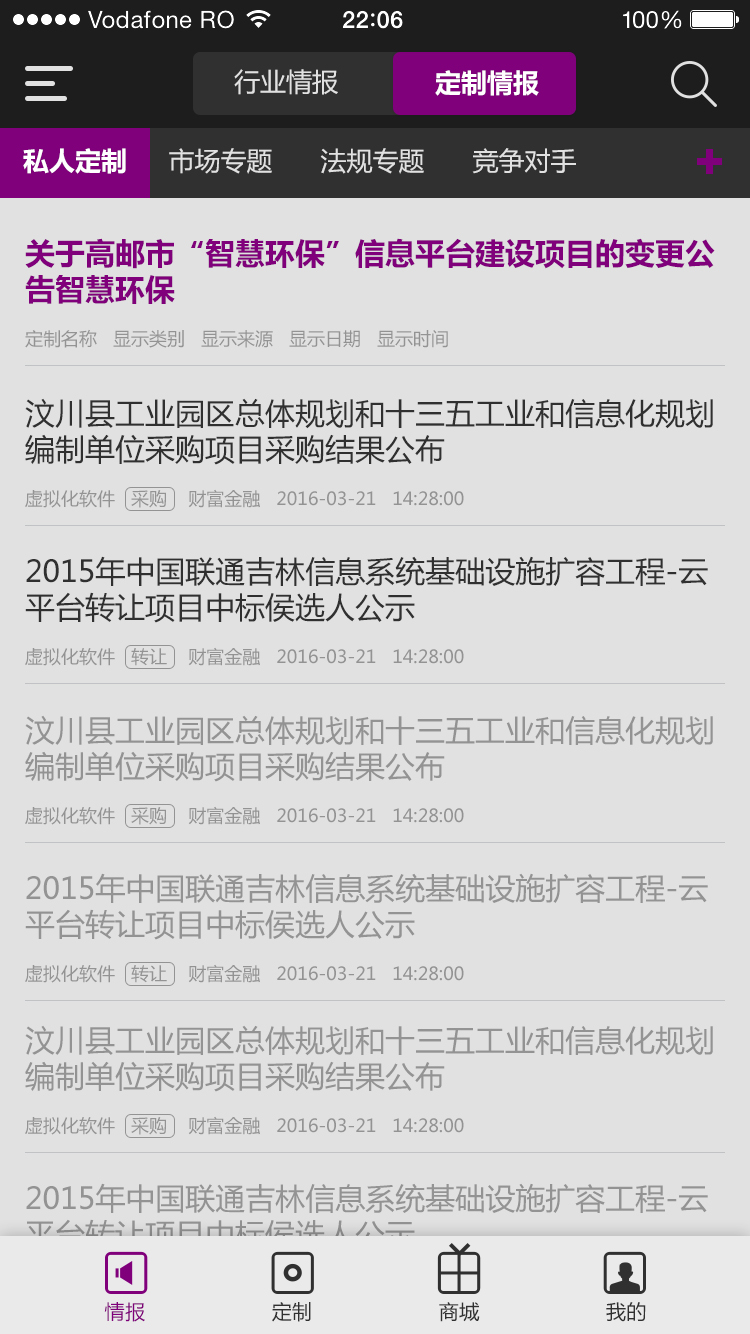 Vodafone RO 22:06 100%
行业情报 定制情报
私人定制 市场专题 法规专题 竞争对手
关于高邮市“智慧环保”信息平台建设项目的变更公
告智慧环保
定制名称 显示类别 显示来源 显示日期 显示时间
汶川县工业园区总体规划和十三五工业和信息化规划
编制单位采购项目采购结果公布
虚拟化软件 采购 财富金融 2016-03-21 14:28:00
2015年中国联通吉林信息系统基础设施扩容工程-云
平台转让项目中标侯选人公示
虚拟化软件 转让 财富金融 2016-03-21 14:28:00
汶川县工业园区总体规划和十三五工业和信息化规划
编制单位采购项目采购结果公布
虚拟化软件 采购 财富金融 2016-03-21 14:28:00
2015年中国联通吉林信息系统基础设施扩容工程-云
平台转让项目中标侯选人公示
虚拟化软件 转让 财富金融 2016-03-21 14:28:00
汶川县工业园区总体规划和十三五工业和信息化规划
编制单位采购项目采购结果公布
虚拟化软件 采购 财富金融 2016-03-21 14:28:00
2015年中国联通吉林信息系统基础设施扩容工程-云
平台转让项目中标侯选人公示
情报 定制 商城 我的